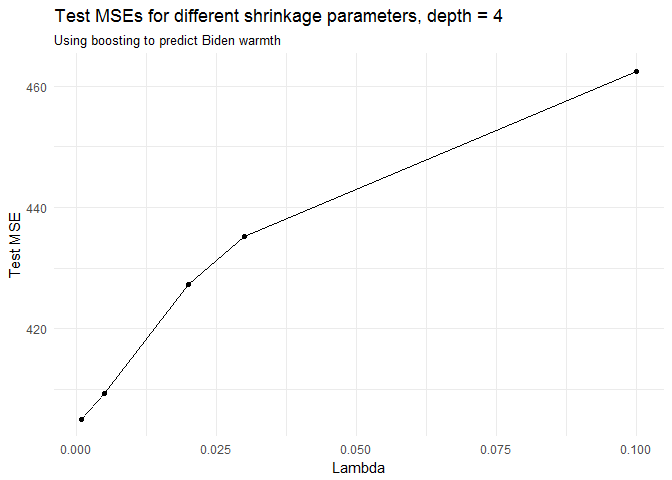 Test MSEs for different shrinkage parameters, depth = 4
Using boosting to predict Biden warmth
460
440
420
Test MSE
0.000
0.025
0.050
0.075
0.100
Lambda